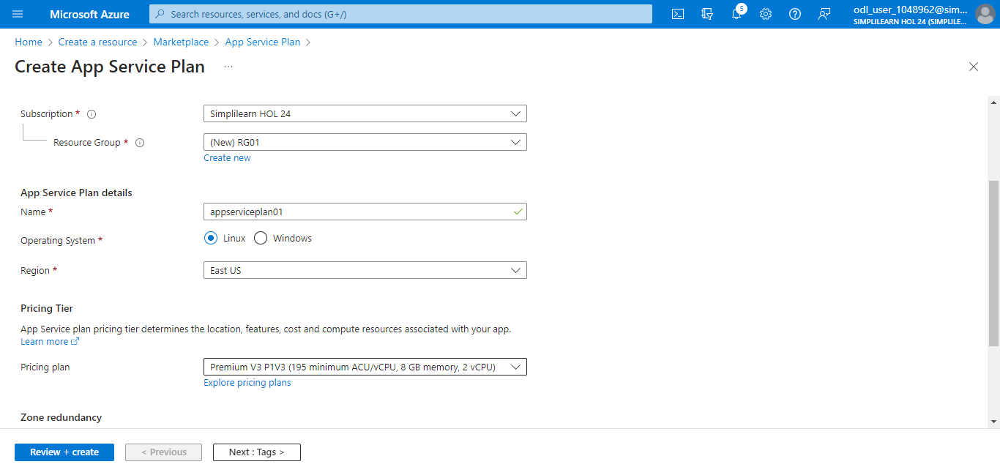 Microsoft Azure
Search resources, services, and docs (G+/)
5
odl_user_1048962@sim...
SIMPLILEARN HOL 24 (SIMPLILE...
Home > Create a resource > Marketplace > App Service Plan >
Create App Service Plan ...
Subscription *
Simplilearn HOL 24
Resource Group *
(New) RG01
Create new
App Service Plan details
Name *
appserviceplan01
Operating System *
Linux
Windows
Region *
East US
Pricing Tier
App Service plan pricing tier determines the location, features, cost and compute resources associated with your app.
Learn more
Pricing plan
Premium V3 P1V3 (195 minimum ACU/vCPU, 8 GB memory, 2 vCPU)
Explore pricing plans
Zone redundancy
Review + create
< Previous
Next : Tags >